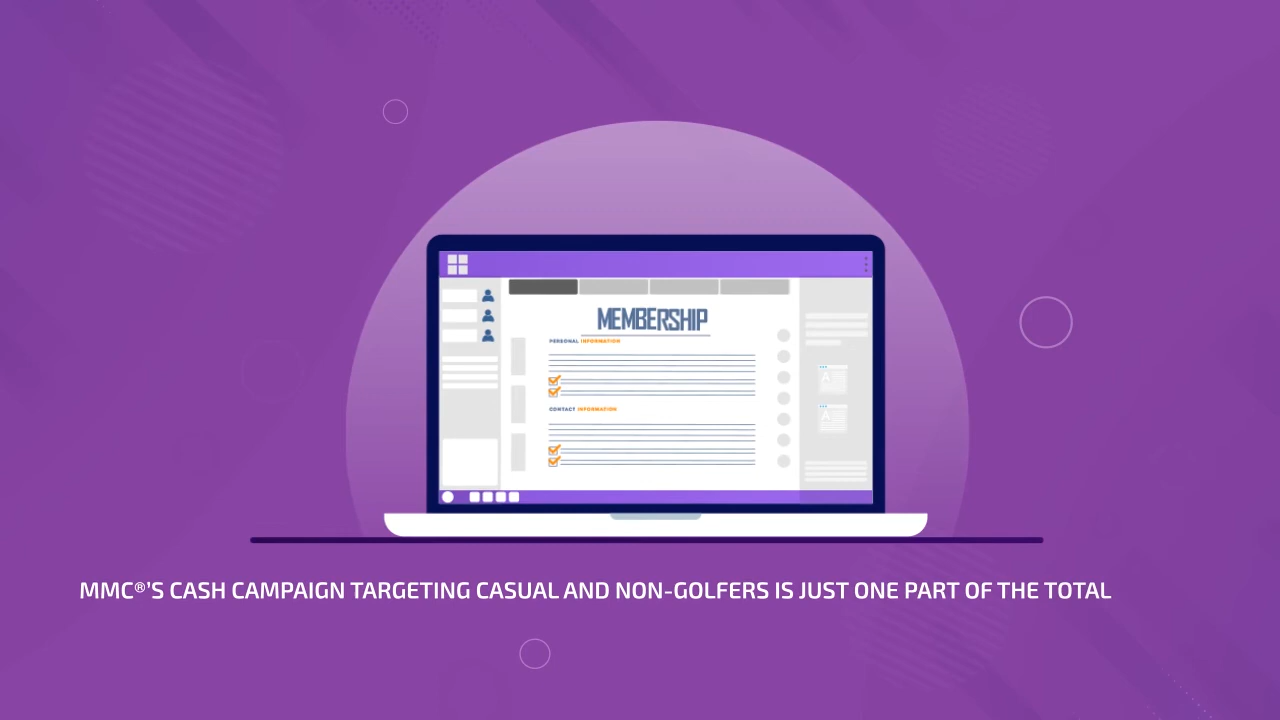 MEMBERSHIP
PERSONAL INFORMATION
CONTACT INFORMATION
A
A
MMC®'S CASH CAMPAIGN TARGETING CASUAL AND NON-GOLFERS IS JUST ONE PART OF THE TOTAL